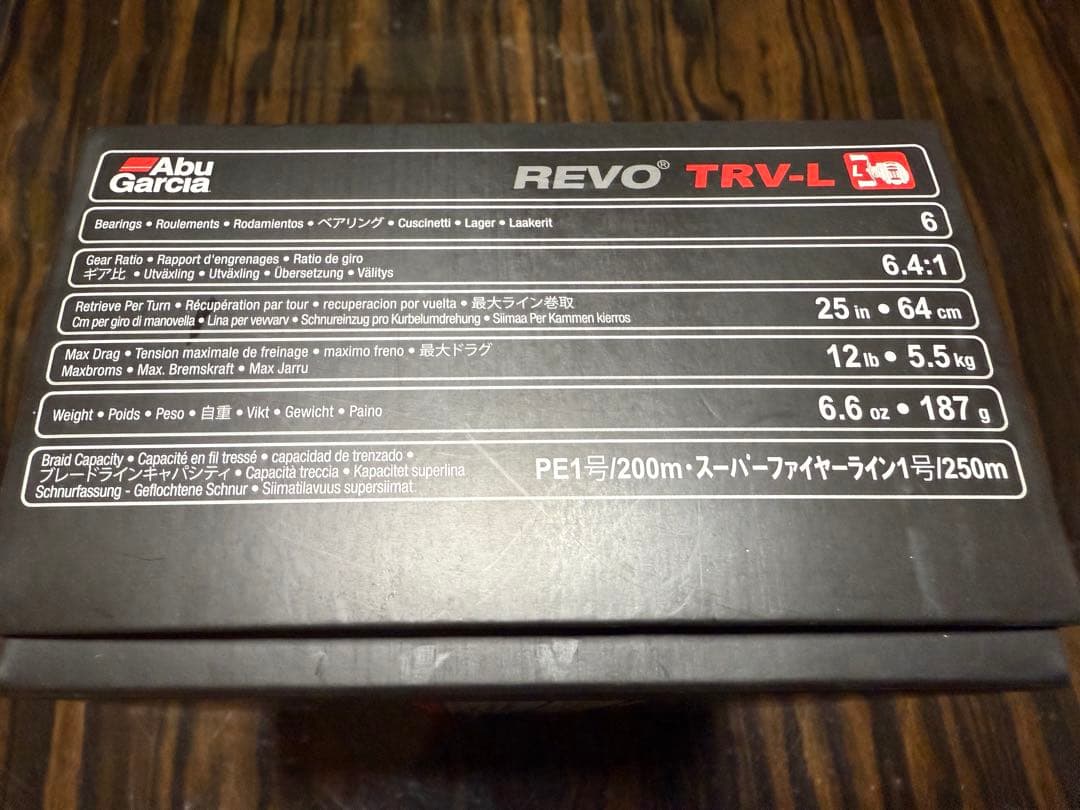 Abu
Garcia
REVO® TRV-L L
Bearings • Roulements • Rodamientos • ベアリング • Cuscinetti • Lager • Laakerit
6
Gear Ratio • Rapport d'engrenages • Ratio de giro
ギア比 • Utväxling • Utväxling • Übersetzung • Välitys
6.4:1
Retrieve Per Turn • Récupération par tour • recuperacion por vuelta • 最大ライン巻取
Cm per giro di manovella • Lina per vevvarv • Schnureinzug pro Kurbelumdrehung • Siimaa Per Kammen kierros
25 in • 64 cm
Max Drag • Tension maximale de freinage • maximo freno • 最大ドラグ
Maxbroms • Max. Bremskraft • Max Jarru
12 lb • 5.5 kg
Weight • Poids • Peso • 自重 • Vikt • Gewicht • Paino
6.6 oz • 187 g
Braid Capacity • Capacité en fil tressé • capacidad de trenzado •
ブレードラインキャパシティ • Capacità treccia • Kapacitet superlina
Schnurfassung - Geflochtene Schnur • Siimatilavuus supersiimat.
PE1号/200m・スーパーファイヤーライン1号/250m